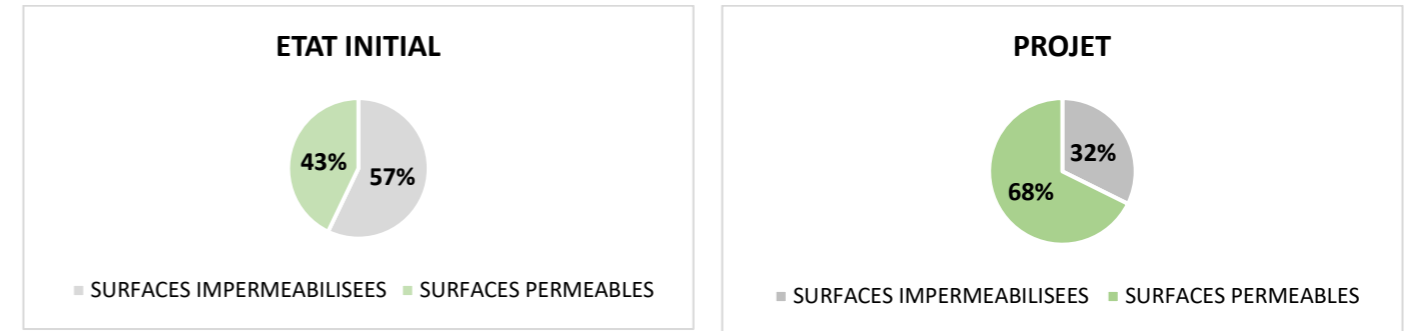 ETAT INITIAL
43%
57%
SURFACES IMPERMEABILISEES
SURFACES PERMEABLES
PROJET
32%
68%
SURFACES IMPERMEABILISEES
SURFACES PERMEABLES